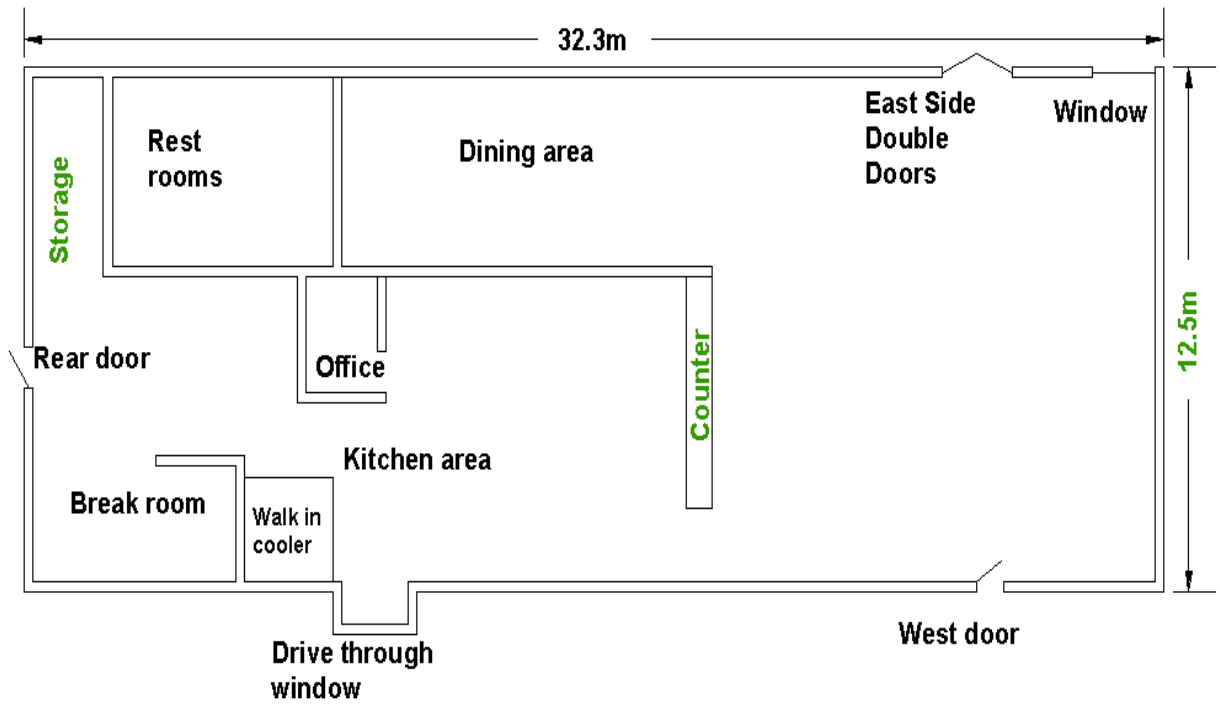 32.3m
East Side
Double
Doors
Window
Rest
rooms
Dining area
Storage
12.5m
Rear door
Office
Counter
Kitchen area
Break room
Walk in
cooler
West door
Drive through
window